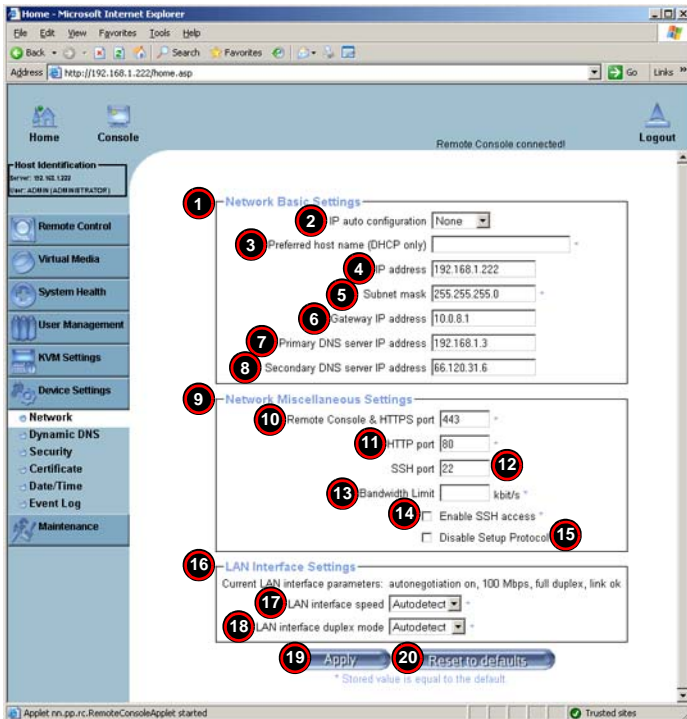 Home - Microsoft Internet Explorer
File Edit View Favorites Tools Help
Back Search Favorites
Address http://192.168.1.222/home.asp Go Links »
Home Console Remote Console connected! Logout
Host Identification
Server: 192.168.1.222
User: ADMIN (ADMINISTRATOR)
Remote Control
Virtual Media
System Health
User Management
KVM Settings
Device Settings
Network
Dynamic DNS
Security
Certificate
Date/Time
Event Log
Maintenance
1 Network Basic Settings
2 IP auto configuration None
3 Preferred host name (DHCP only) *
4 IP address 192.168.1.222
5 Subnet mask 255.255.255.0 *
6 Gateway IP address 10.0.8.1
7 Primary DNS server IP address 192.168.1.3
8 Secondary DNS server IP address 66.120.31.6
9 Network Miscellaneous Settings
10 Remote Console & HTTPS port 443 *
11 HTTP port 80 *
SSH port 22 12
13 Bandwidth Limit kbit/s *
14 Enable SSH access *
Disable Setup Protocol 15
16 LAN Interface Settings
Current LAN interface parameters: autonegotiation on, 100 Mbps, full duplex, link ok
17 LAN interface speed Autodetect *
18 LAN interface duplex mode Autodetect *
19 Apply 20 Reset to defaults
* Stored value is equal to the default.
Applet nn.pp.rc.RemoteConsoleApplet started Trusted sites